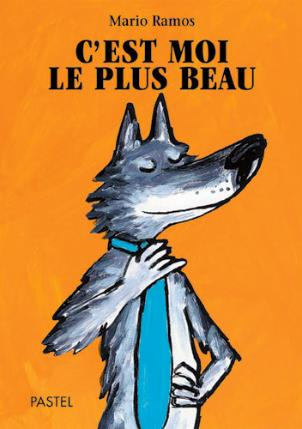 Mario Ramos
C'EST MOI
LE PLUS BEAU
PASTEL